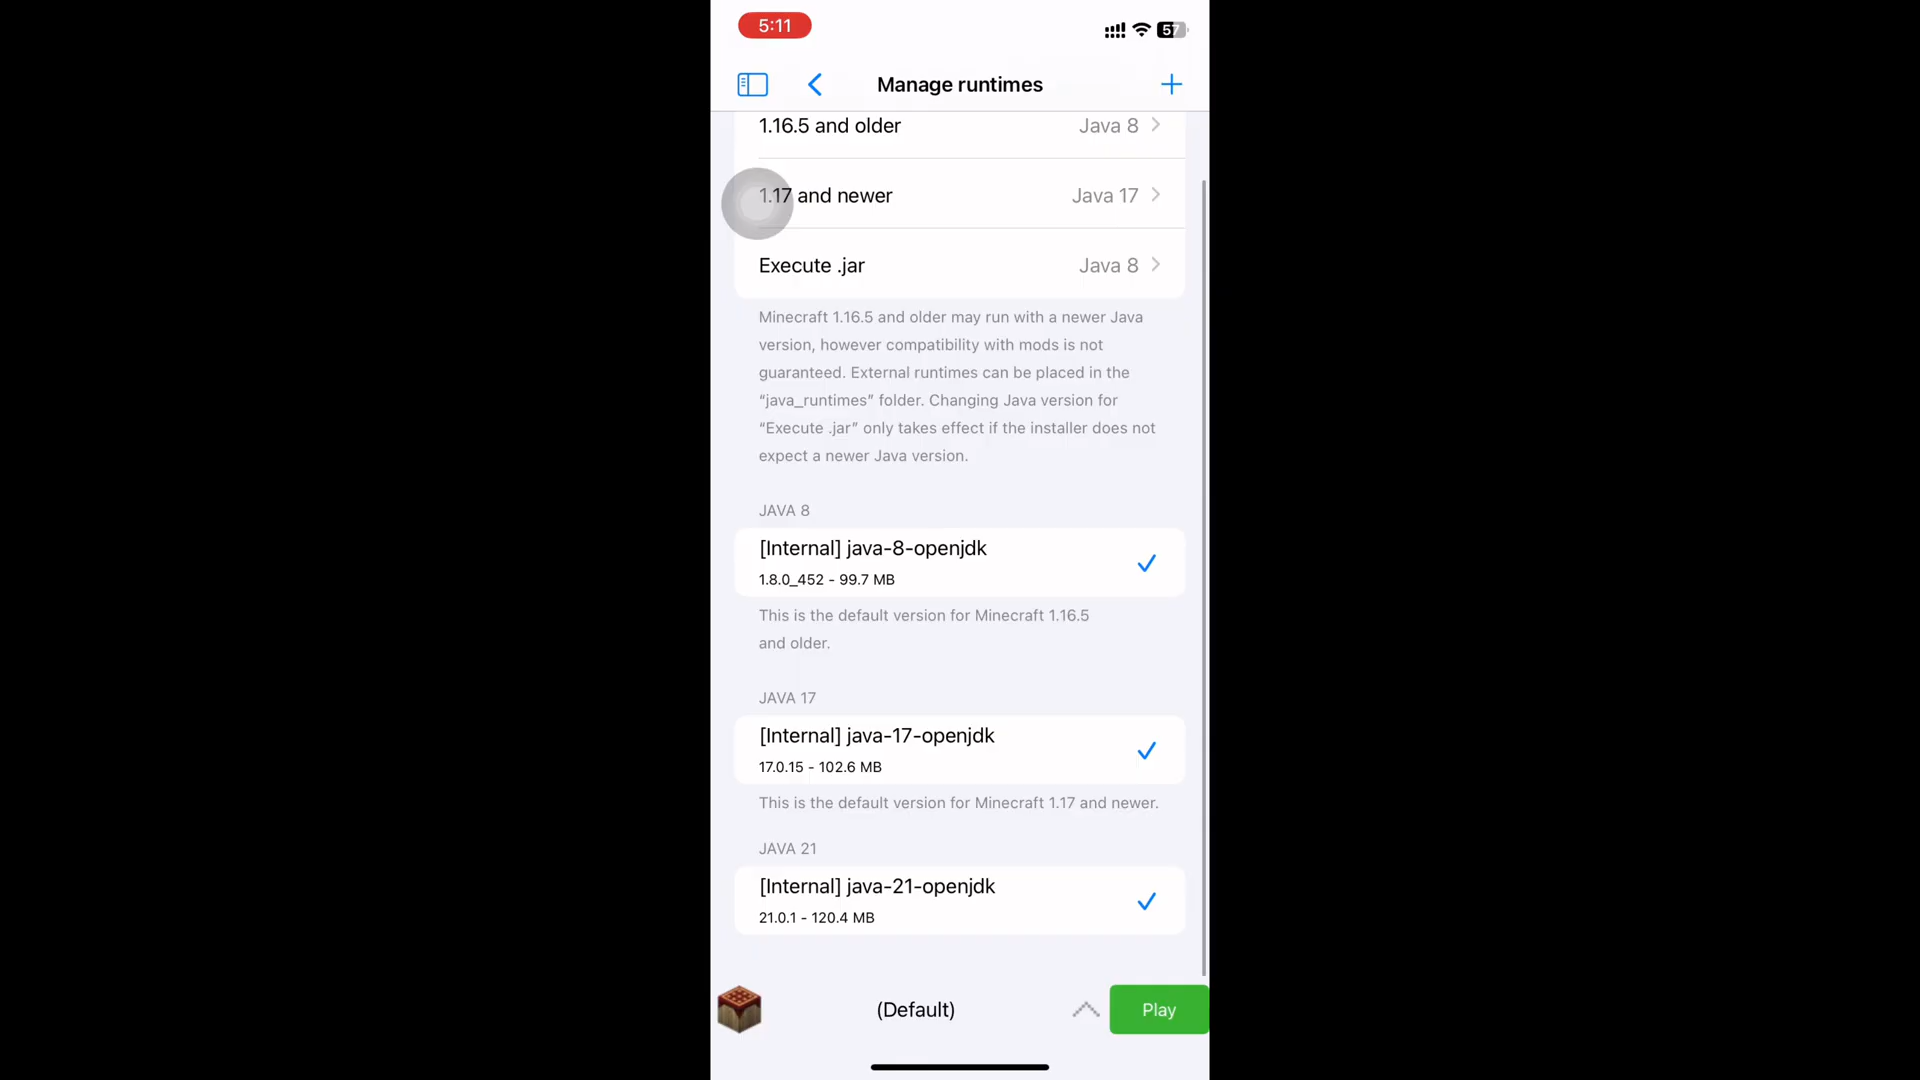 5:11
57
Manage runtimes
1.16.5 and older Java 8
1.17 and newer Java 17
Execute .jar Java 8
Minecraft 1.16.5 and older may run with a newer Java
version, however compatibility with mods is not
guaranteed. External runtimes can be placed in the
“java_runtimes” folder. Changing Java version for
“Execute .jar” only takes effect if the installer does not
expect a newer Java version.
JAVA 8
[Internal] java-8-openjdk
1.8.0_452 - 99.7 MB
This is the default version for Minecraft 1.16.5
and older.
JAVA 17
[Internal] java-17-openjdk
17.0.15 - 102.6 MB
This is the default version for Minecraft 1.17 and newer.
JAVA 21
[Internal] java-21-openjdk
21.0.1 - 120.4 MB
(Default)
Play